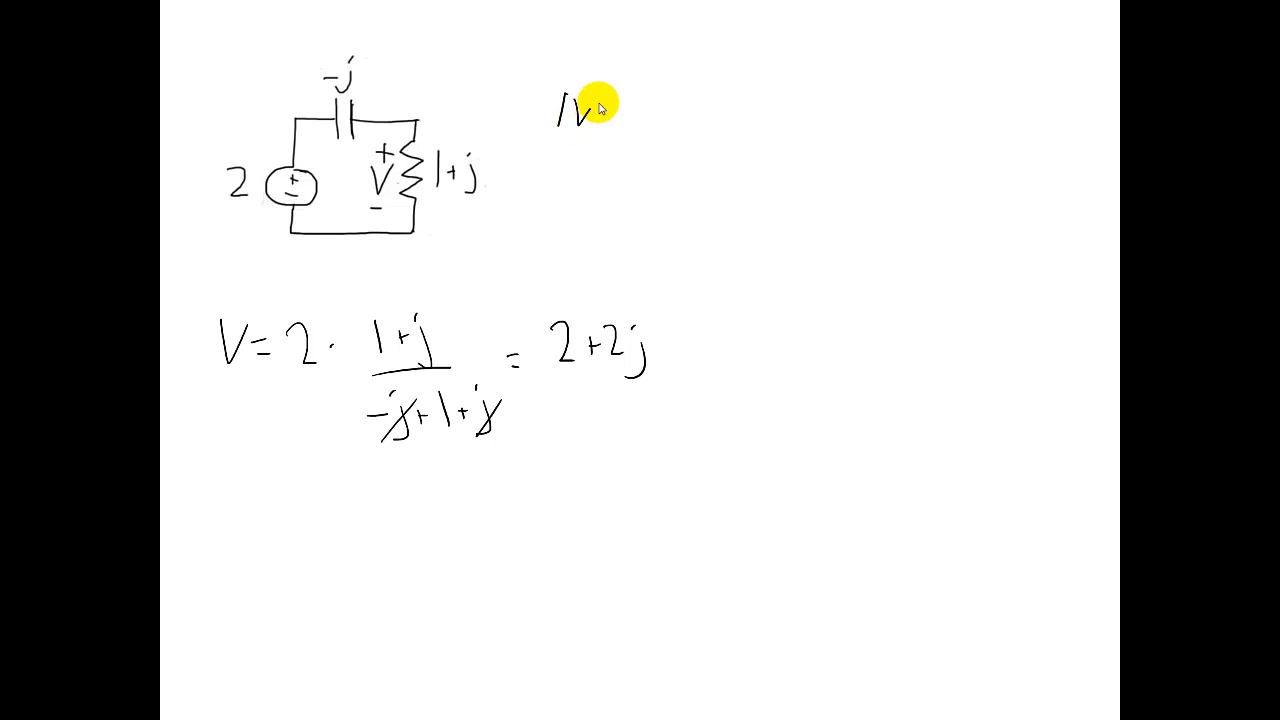 -j
|V
2
+
-
+
V
-
1+j
V = 2 · (1+j)/(-j+1+j) = 2+2j